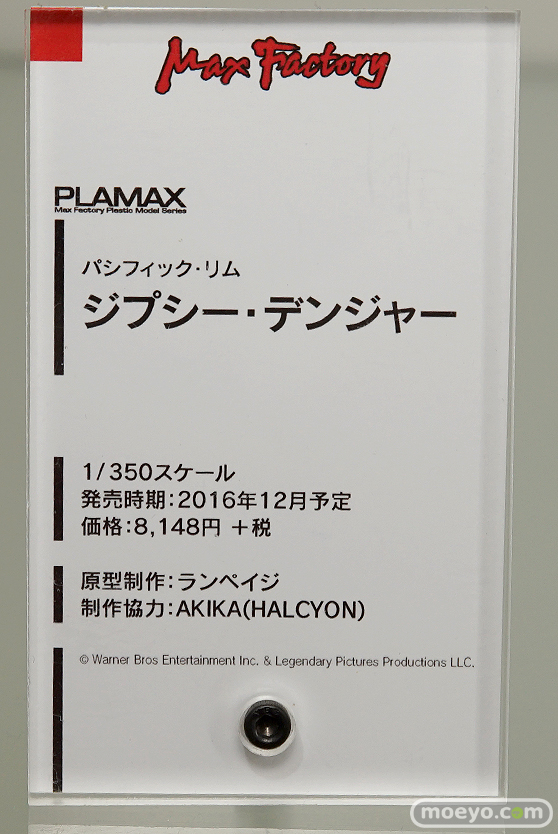 Max Factory
PLAMAX
Max Factory Plastic Model Series
パシフィック・リム
ジプシー・デンジャー
1/350スケール
発売時期:2016年12月予定
価格:8,148円 +税
原型制作:ランペイジ
制作協力:AKIKA(HALCYON)
© Warner Bros Entertainment Inc. & Legendary Pictures Productions LLC.
moeyo.com